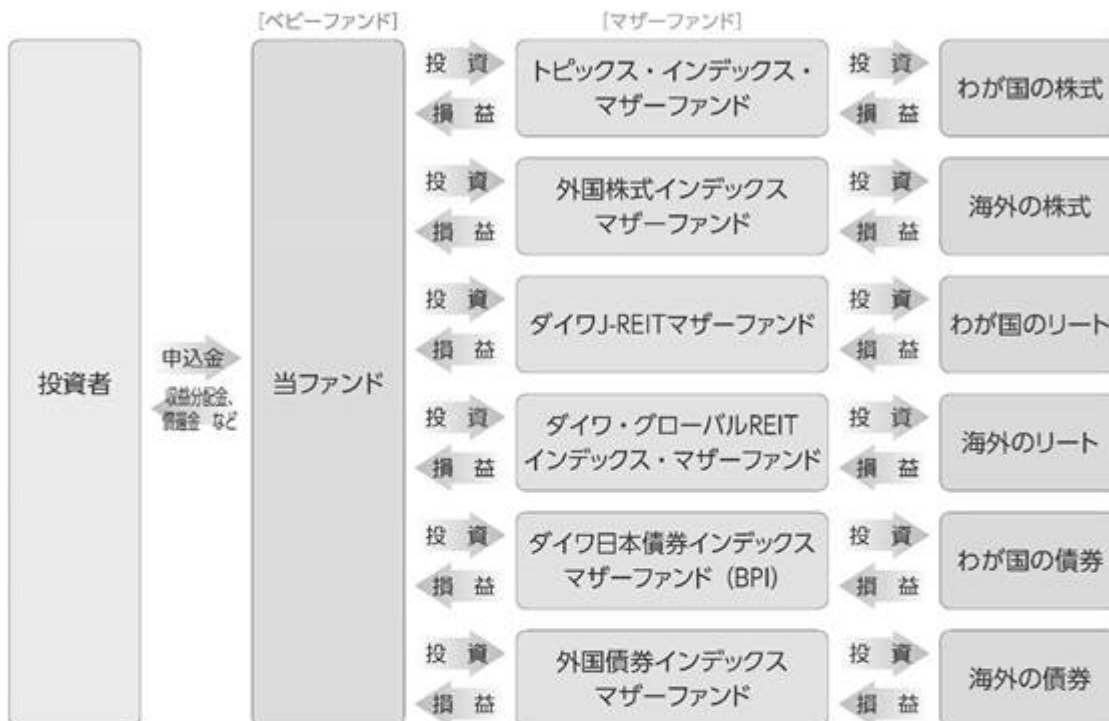 [ベビーファンド]
[マザーファンド]
投資者
申込金
収益分配金、
償還金 など
当ファンド
投 資
損 益
トピックス・インデックス・
マザーファンド
投 資
損 益
わが国の株式
投 資
損 益
外国株式インデックス
マザーファンド
投 資
損 益
海外の株式
投 資
損 益
ダイワJ-REITマザーファンド
投 資
損 益
わが国のリート
投 資
損 益
ダイワ・グローバルREIT
インデックス・マザーファンド
投 資
損 益
海外のリート
投 資
損 益
ダイワ日本債券インデックス
マザーファンド (BPI)
投 資
損 益
わが国の債券
投 資
損 益
外国債券インデックス
マザーファンド
投 資
損 益
海外の債券